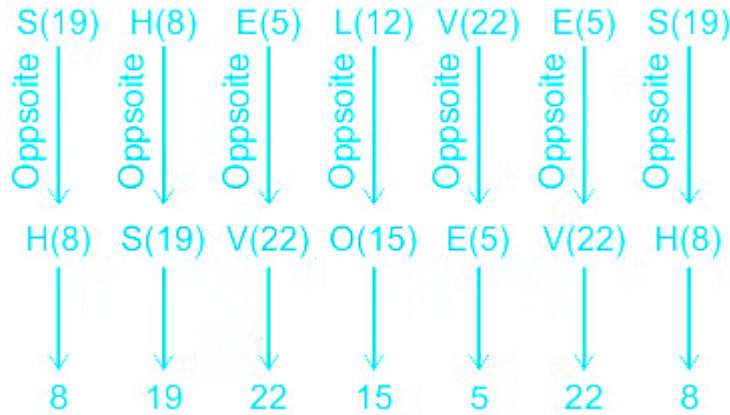 S(19) H(8) E(5) L(12) V(22) E(5) S(19)
Oppsoite Oppsoite Oppsoite Oppsoite Oppsoite Oppsoite Oppsoite
H(8) S(19) V(22) O(15) E(5) V(22) H(8)
8 19 22 15 5 22 8